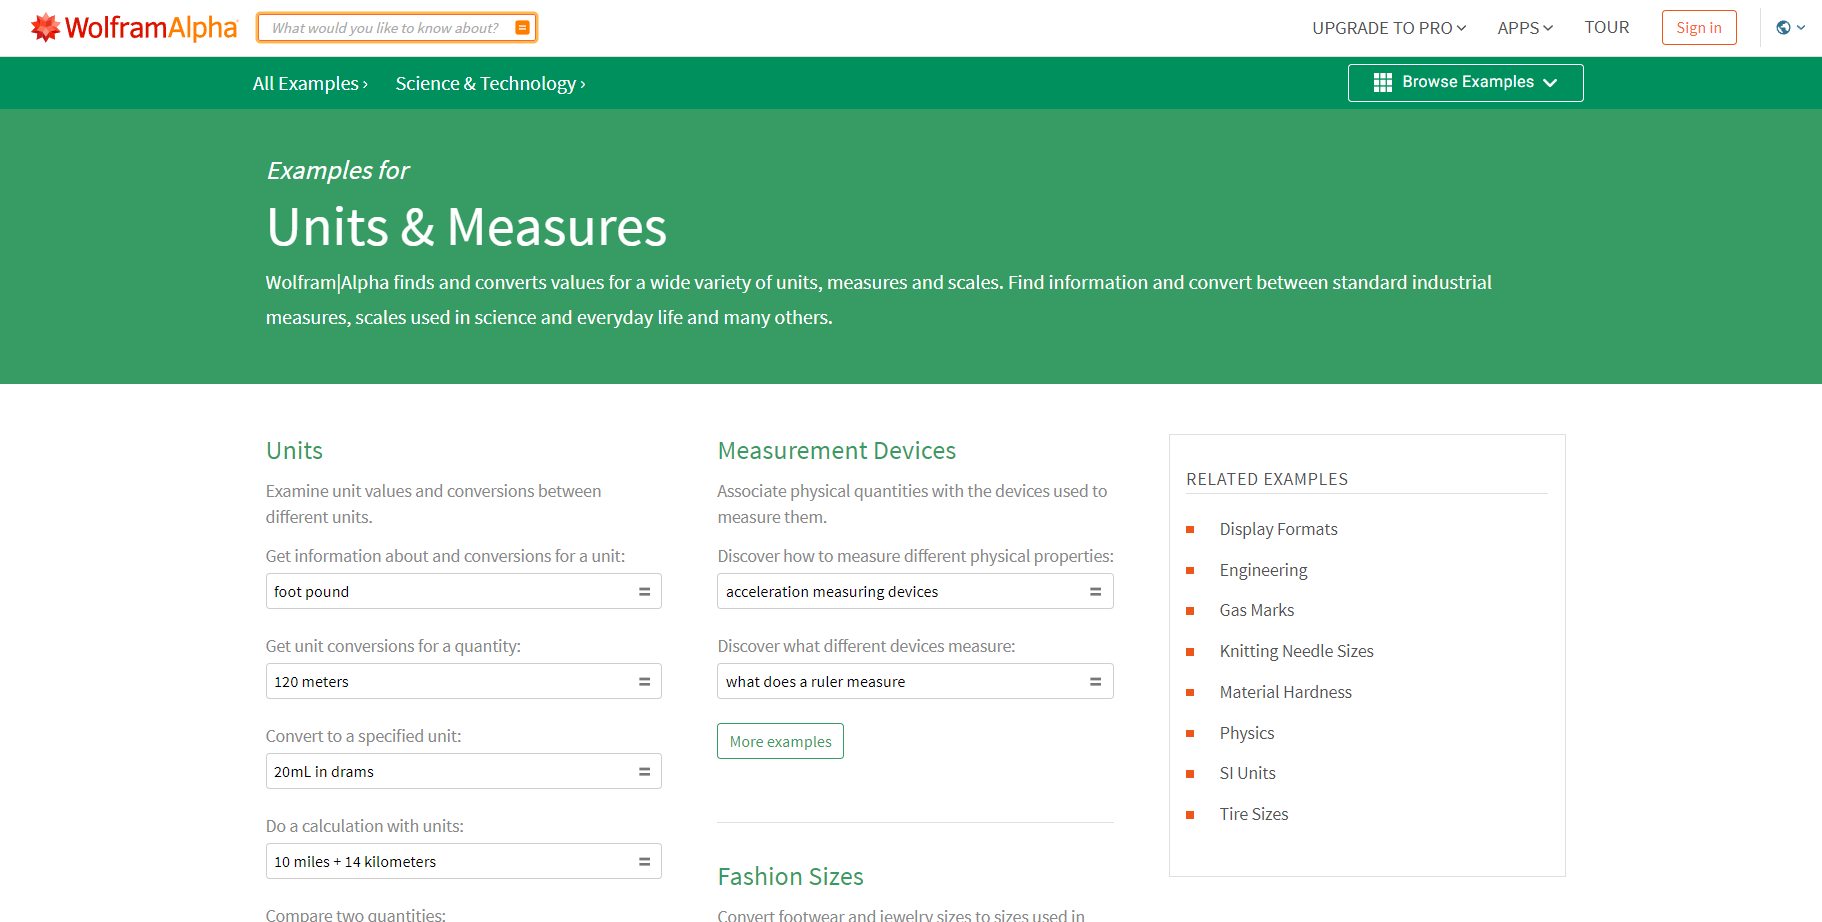 WolframAlpha
What would you like to know about?
UPGRADE TO PRO
APPS
TOUR
Sign in
All Examples ›
Science & Technology ›
Browse Examples
Examples for
Units & Measures
Wolfram|Alpha finds and converts values for a wide variety of units, measures and scales. Find information and convert between standard industrial
measures, scales used in science and everyday life and many others.
Units
Examine unit values and conversions between
different units.
Get information about and conversions for a unit:
foot pound
Get unit conversions for a quantity:
120 meters
Convert to a specified unit:
20mL in drams
Do a calculation with units:
10 miles + 14 kilometers
Compare two quantities:
Measurement Devices
Associate physical quantities with the devices used to
measure them.
Discover how to measure different physical properties:
acceleration measuring devices
Discover what different devices measure:
what does a ruler measure
More examples
Fashion Sizes
Convert footwear and jewelry sizes to sizes used in
RELATED EXAMPLES
Display Formats
Engineering
Gas Marks
Knitting Needle Sizes
Material Hardness
Physics
SI Units
Tire Sizes